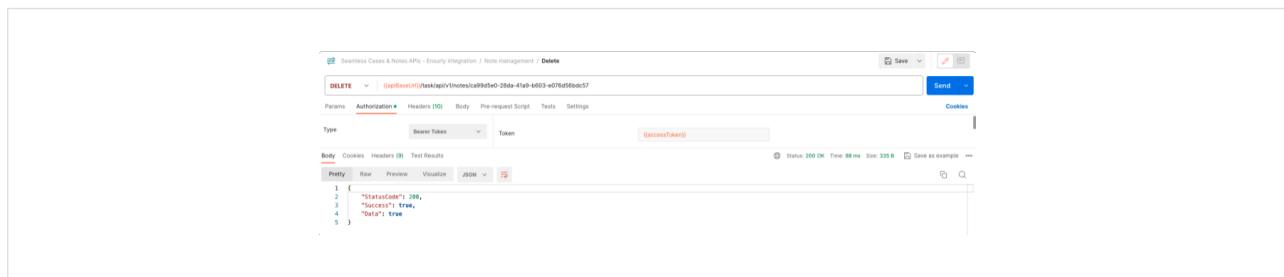 Seamless Cases & Notes APIs - Ensurly Integration / Note management / Delete
Save
DELETE {{apiBaseUrl}}/task/api/v1/notes/ca99d5e0-28da-41a9-b603-e076d56bdc57 Send
Params Authorization Headers (10) Body Pre-request Script Tests Settings Cookies
Type Bearer Token Token {{accessToken}}
Body Cookies Headers (9) Test Results Status: 200 OK Time: 88 ms Size: 335 B Save as example
Pretty Raw Preview Visualize JSON
1 {
2 "StatusCode": 200,
3 "Success": true,
4 "Data": true
5 }